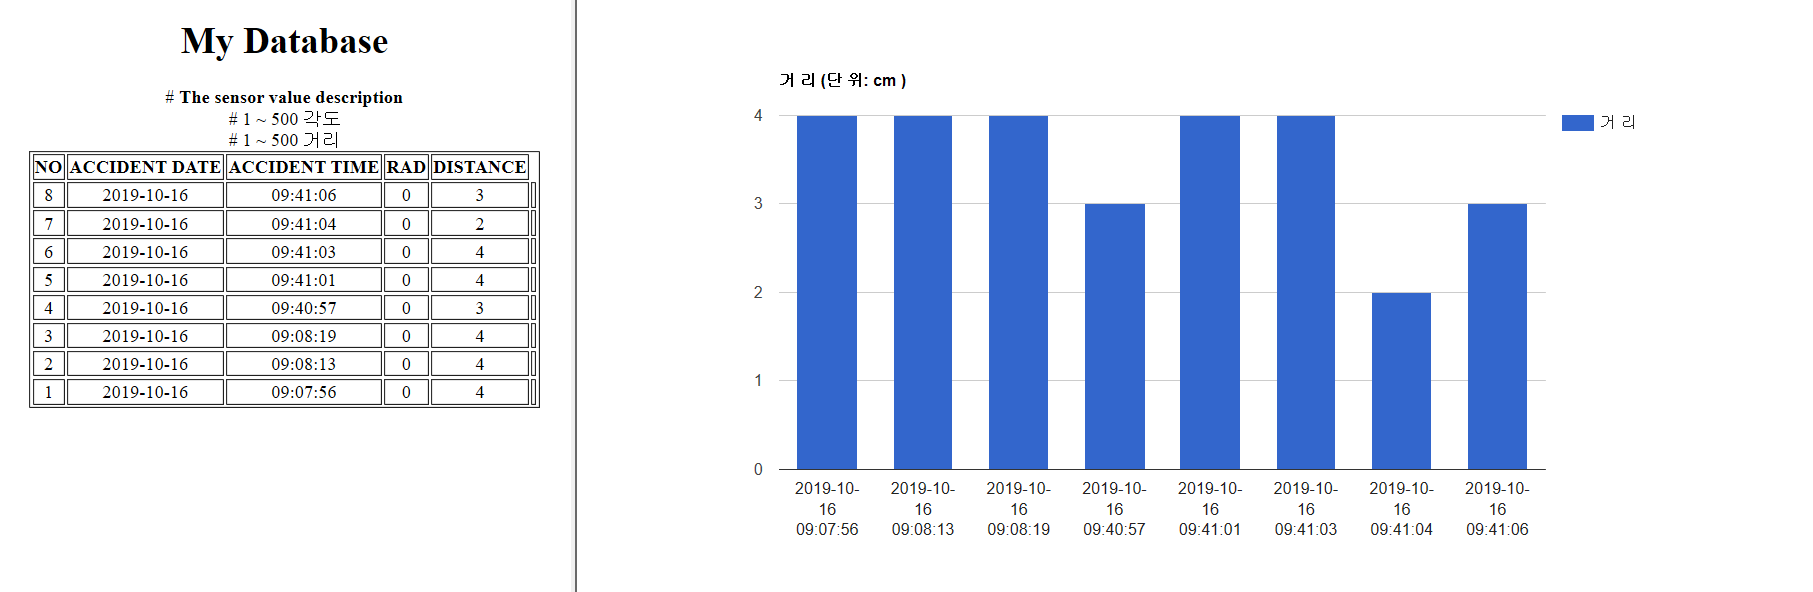 My Database
# The sensor value description
# 1 ~ 500 각도
# 1 ~ 500 거리
NO ACCIDENT DATE ACCIDENT TIME RAD DISTANCE
8 2019-10-16 09:41:06 0 3
7 2019-10-16 09:41:04 0 2
6 2019-10-16 09:41:03 0 4
5 2019-10-16 09:41:01 0 4
4 2019-10-16 09:40:57 0 3
3 2019-10-16 09:08:19 0 4
2 2019-10-16 09:08:13 0 4
1 2019-10-16 09:07:56 0 4
거 리 (단 위: cm )
4
3
2
1
0
거 리
2019-10- 2019-10- 2019-10- 2019-10- 2019-10- 2019-10- 2019-10- 2019-10-
16 16 16 16 16 16 16 16
09:07:56 09:08:13 09:08:19 09:40:57 09:41:01 09:41:03 09:41:04 09:41:06